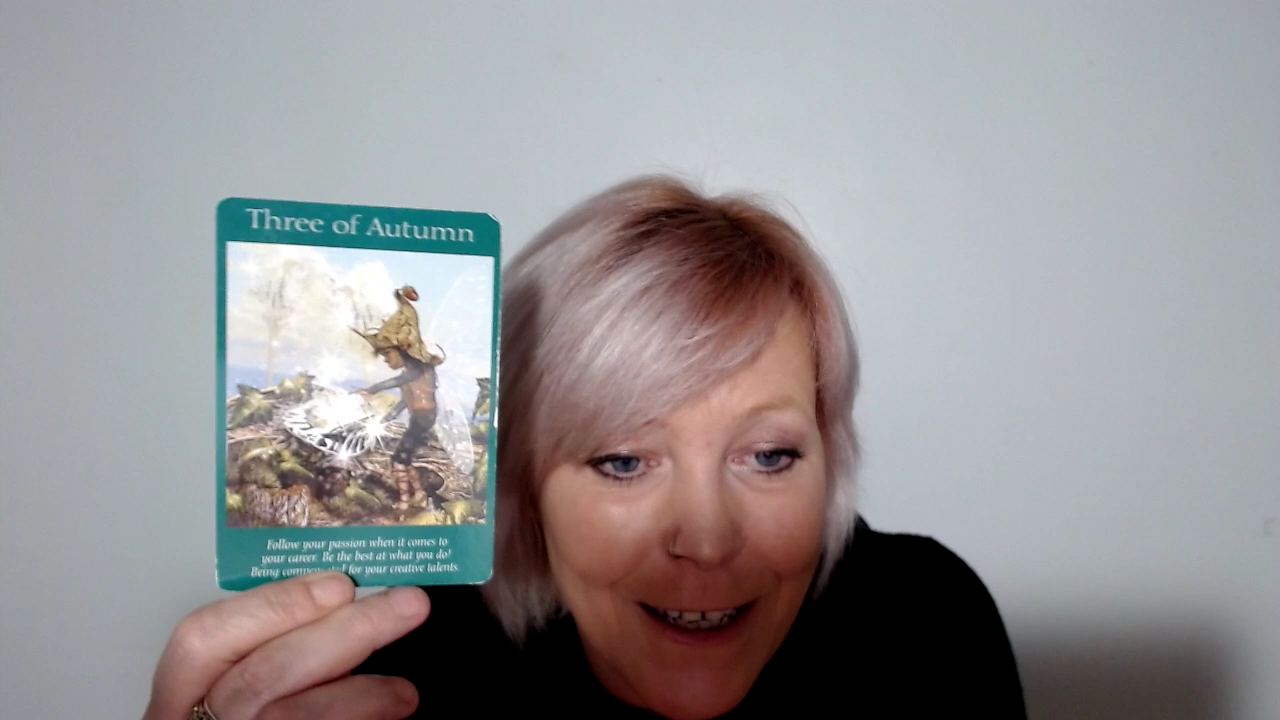 Three of Autumn
Follow your passion when it comes to
your career. Be the best at what you do!
Being for your creative talents.